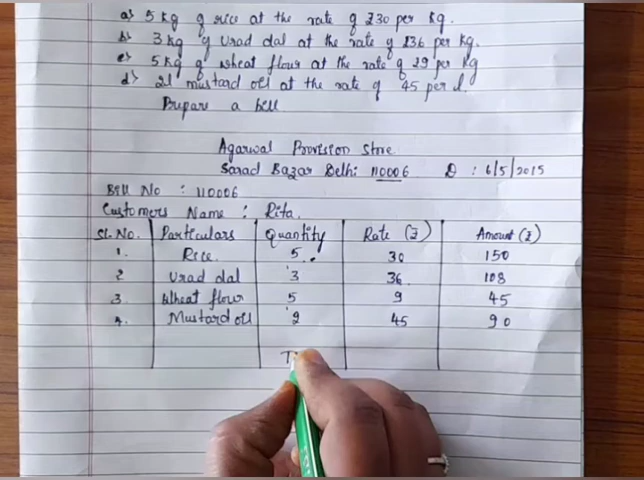 a) 5 kg of rice at the rate of ₹30 per kg.
b) 3 kg of Urad dal at the rate of ₹36 per kg.
c) 5 kg of wheat flour at the rate of ₹9 per kg
d) 2l mustard oil at the rate of 45 per l.
Prepare a bill
Agarwal Provision Store
Sarad Bazar Delhi 110006 D : 6/5/2015
Bill No : 110006
Customers Name : Rita
Sl. No. Particulars Quantity Rate (₹) Amount (₹)
1. Rice 5 30 150
2 Urad dal 3 36 108
3. Wheat flour 5 9 45
4. Mustard oil 2 45 90
T